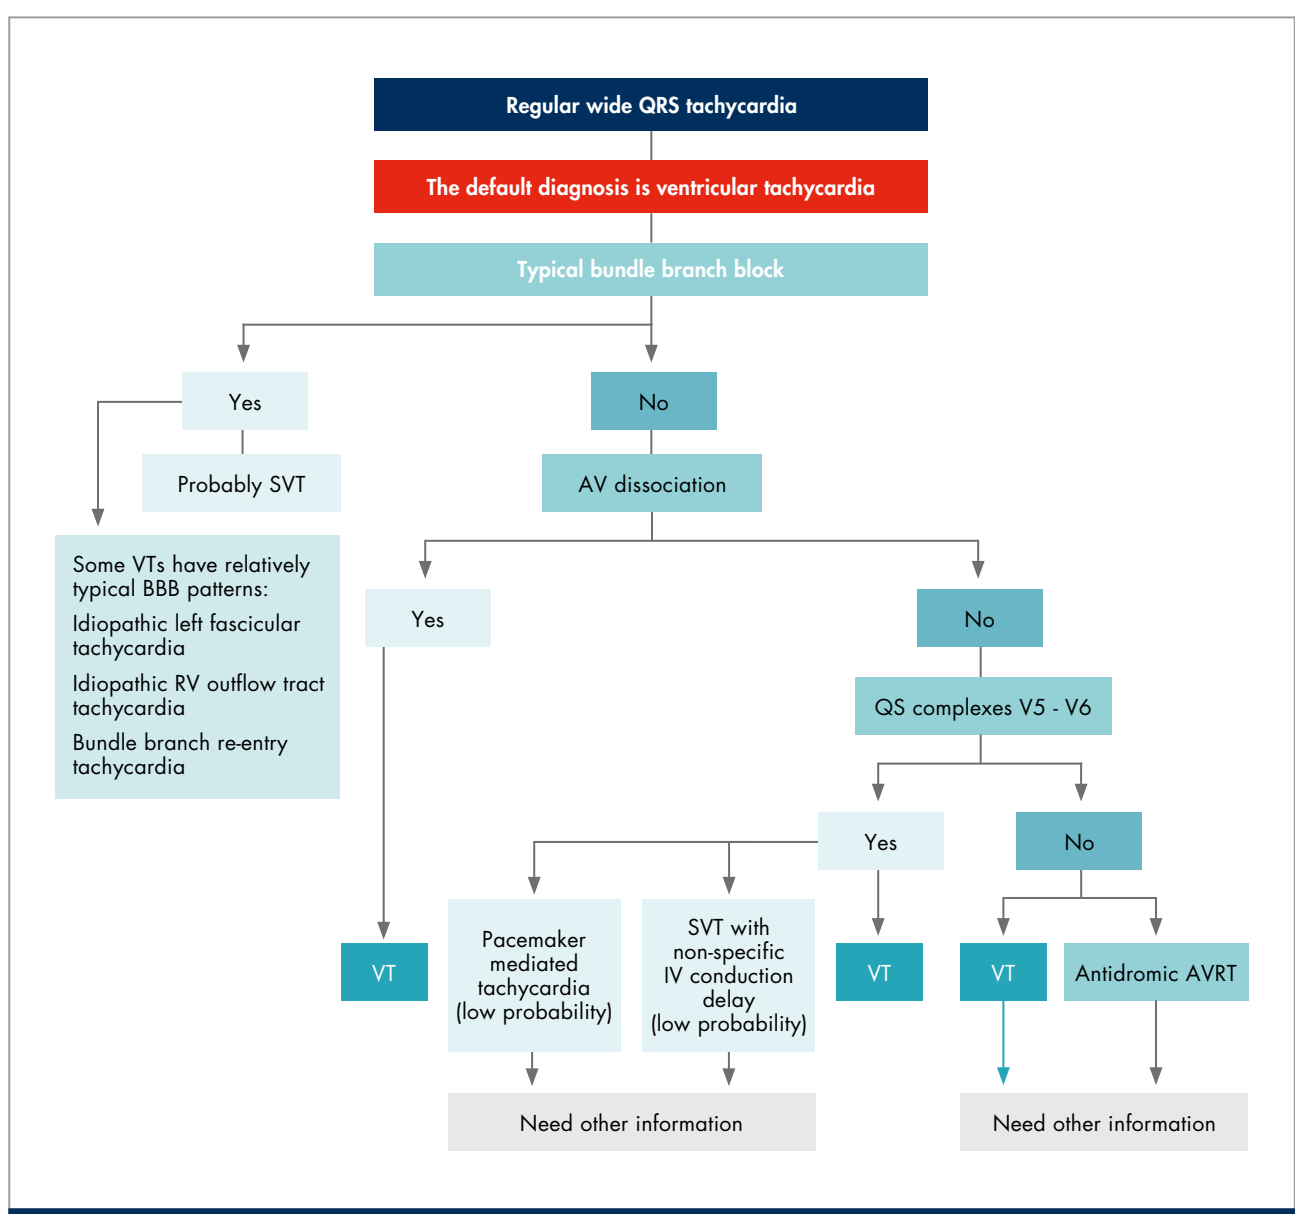 Regular wide QRS tachycardia
The default diagnosis is ventricular tachycardia
Typical bundle branch block
Yes
No
Probably SVT
AV dissociation
Some VTs have relatively
typical BBB patterns:
Idiopathic left fascicular
tachycardia
Idiopathic RV outflow tract
tachycardia
Bundle branch re-entry
tachycardia
Yes
No
QS complexes V5 - V6
Yes
No
Pacemaker
mediated
tachycardia
(low probability)
SVT with
non-specific
IV conduction
delay
(low probability)
VT
VT
VT
Antidromic AVRT
Need other information
Need other information